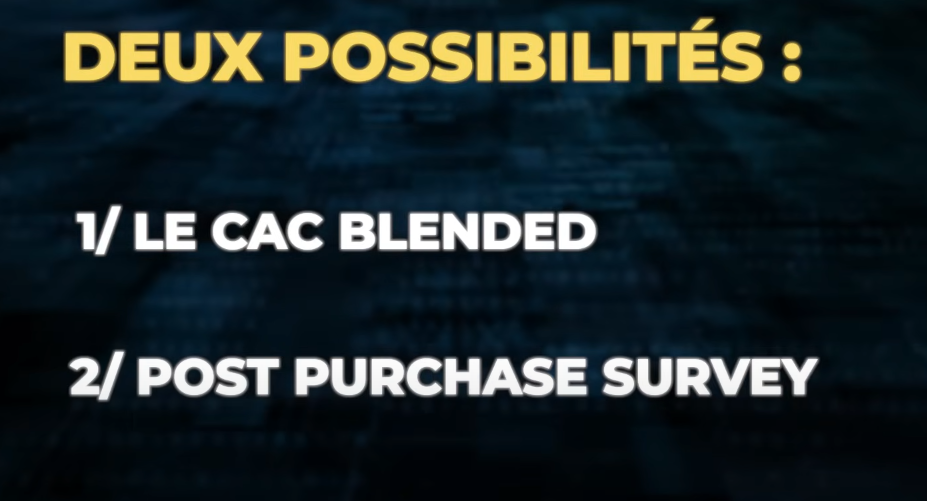 DEUX POSSIBILITÉS :
1/ LE CAC BLENDED
2/ POST PURCHASE SURVEY